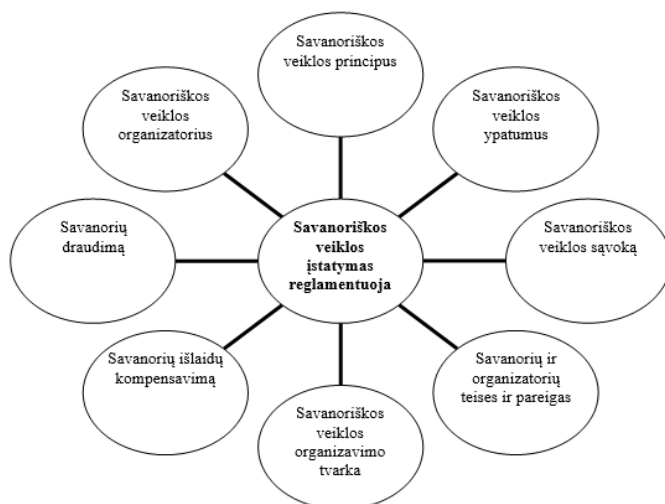 Savanoriškos
veiklos principus
Savanoriškos
veiklos
ypatumus
Savanoriškos
veiklos sąvoką
Savanorių ir
organizatorių
teises ir pareigas
Savanoriškos
veiklos
organizavimo
tvarka
Savanorių išlaidų
kompensavimą
Savanorių
draudimą
Savanoriškos
veiklos
organizatorius
Savanoriškos
veiklos
įstatymas
reglamentuoja